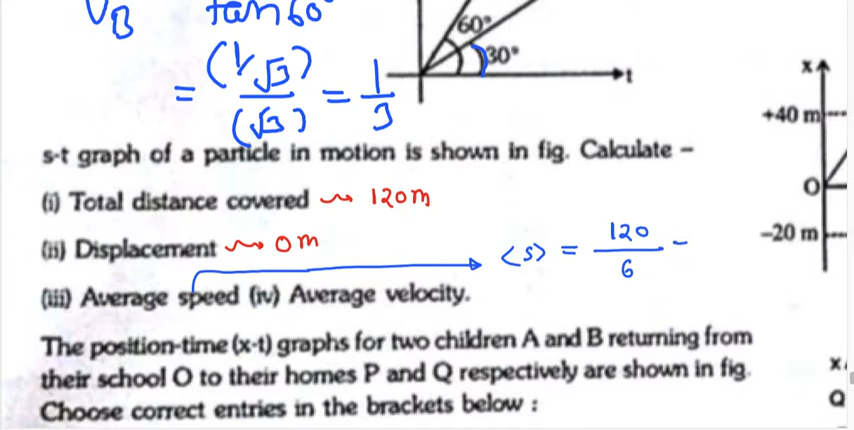 V_B tan60°
60°
30°
= (1/√3) / (√3) = 1/3
t
x
+40 m
s-t graph of a particle in motion is shown in fig. Calculate –
(i) Total distance covered ⇝ 120m
O
(ii) Displacement ⇝ 0m
<s> = 120/6 –
–20 m
(iii) Average speed (iv) Average velocity.
The position-time (x-t) graphs for two children A and B returning from
their school O to their homes P and Q respectively are shown in fig.
x
Choose correct entries in the brackets below :
Q